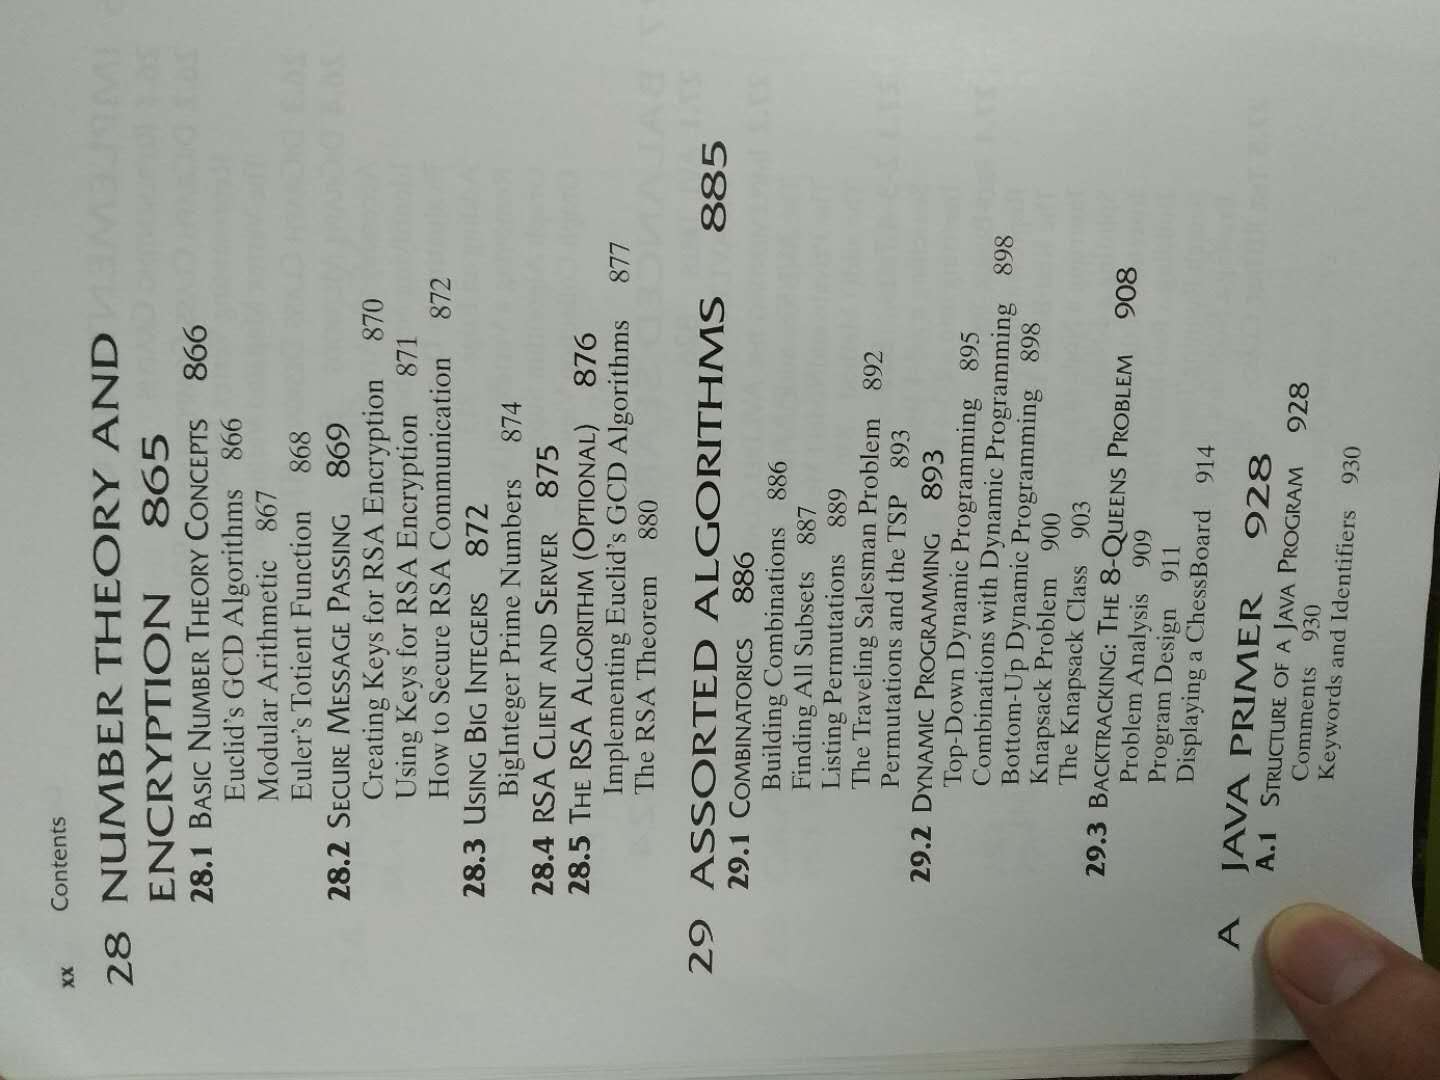 xx Contents
28 NUMBER THEORY AND
ENCRYPTION 865
28.1 BASIC NUMBER THEORY CONCEPTS 866
Euclid's GCD Algorithms 866
Modular Arithmetic 867
Euler's Totient Function 868
28.2 SECURE MESSAGE PASSING 869
Creating Keys for RSA Encryption 870
Using Keys for RSA Encryption 871
How to Secure RSA Communication 872
28.3 USING BIG INTEGERS 872
BigInteger Prime Numbers 874
28.4 RSA CLIENT AND SERVER 875
28.5 THE RSA ALGORITHM (OPTIONAL) 876
Implementing Euclid's GCD Algorithms 877
The RSA Theorem 880
29 ASSORTED ALGORITHMS 885
29.1 COMBINATORICS 886
Building Combinations 886
Finding All Subsets 887
Listing Permutations 889
The Traveling Salesman Problem 892
Permutations and the TSP 893
29.2 DYNAMIC PROGRAMMING 893
Top-Down Dynamic Programming 895
Combinations with Dynamic Programming 898
Bottom-Up Dynamic Programming 898
Knapsack Problem 900
The Knapsack Class 903
29.3 BACKTRACKING: THE 8-QUEENS PROBLEM 908
Problem Analysis 909
Program Design 911
Displaying a ChessBoard 914
A JAVA PRIMER 928
A.1 STRUCTURE OF A JAVA PROGRAM 928
Comments 930
Keywords and Identifiers 930